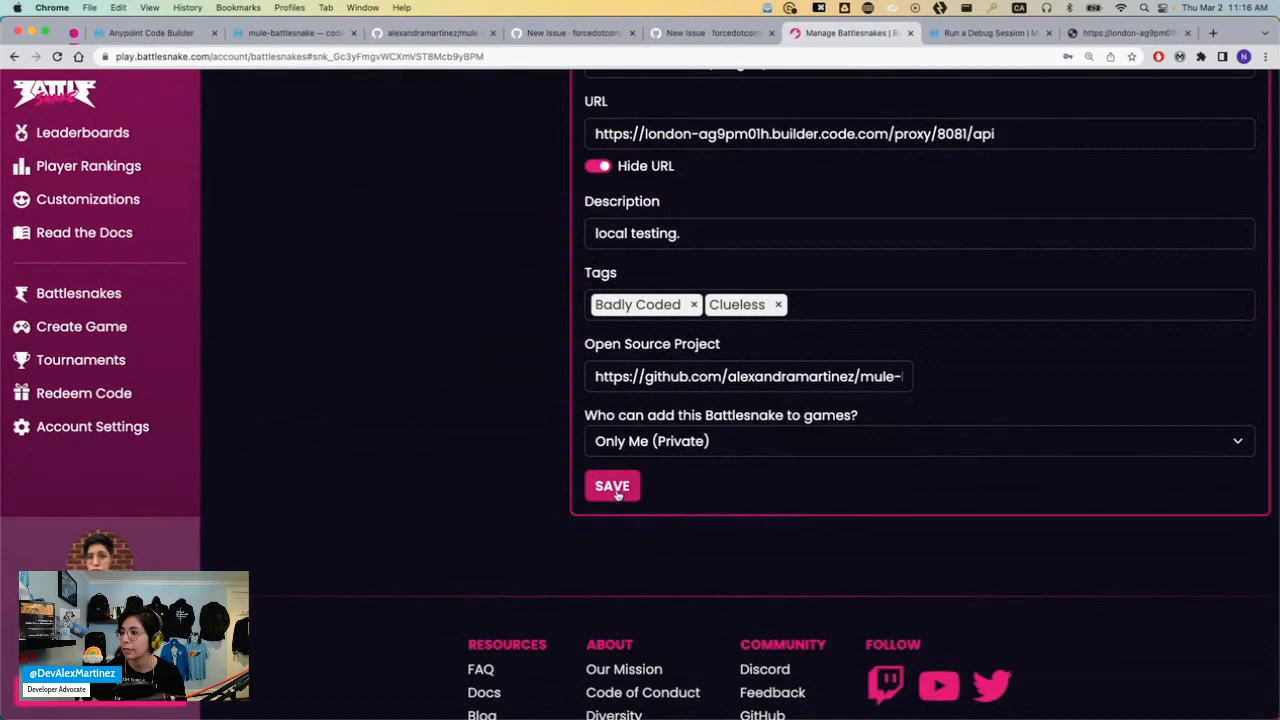 Chrome File Edit View History Bookmarks Profiles Tab Window Help CA Thu Mar 2 11:16 AM
Anypoint Code Builder × mule-battlesnake — cod × alexandramartinez/mule- × New Issue · forcedotcom × New Issue · forcedotcom × Manage Battlesnakes | Ba × Run a Debug Session | M × https://london-ag9pm01h × +
play.battlesnake.com/account/battlesnakes#snk_Gc3yFmgvWCXmVST8Mcb9yBPM N
BATTLE
SNAKE
Leaderboards
Player Rankings
Customizations
Read the Docs
Battlesnakes
Create Game
Tournaments
Redeem Code
Account Settings
URL
https://london-ag9pm01h.builder.code.com/proxy/8081/api
Hide URL
Description
local testing.
Tags
Badly Coded × Clueless ×
Open Source Project
https://github.com/alexandramartinez/mule-
Who can add this Battlesnake to games?
Only Me (Private)
SAVE
@DevAlexMartinez
Developer Advocate
RESOURCES ABOUT COMMUNITY FOLLOW
FAQ Our Mission Discord
Docs Code of Conduct Feedback
Blog Diversity GitHub